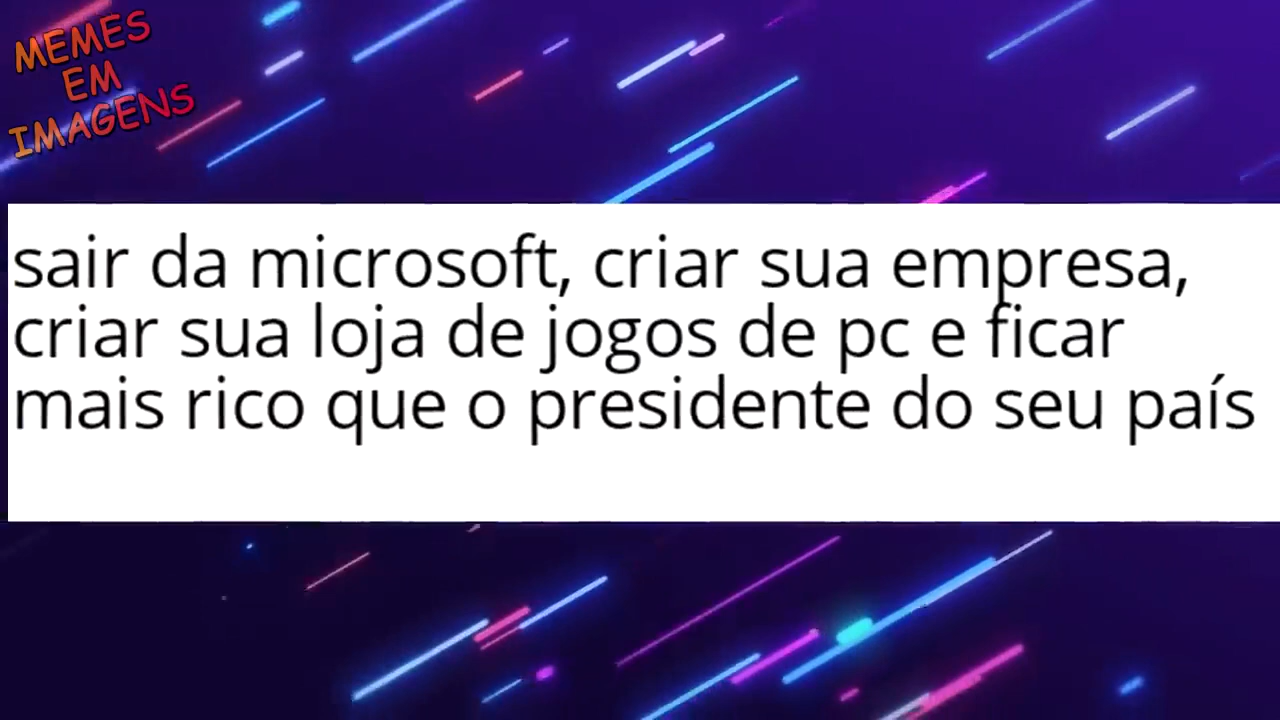 MEMES
EM
IMAGENS
sair da microsoft, criar sua empresa,
criar sua loja de jogos de pc e ficar
mais rico que o presidente do seu país